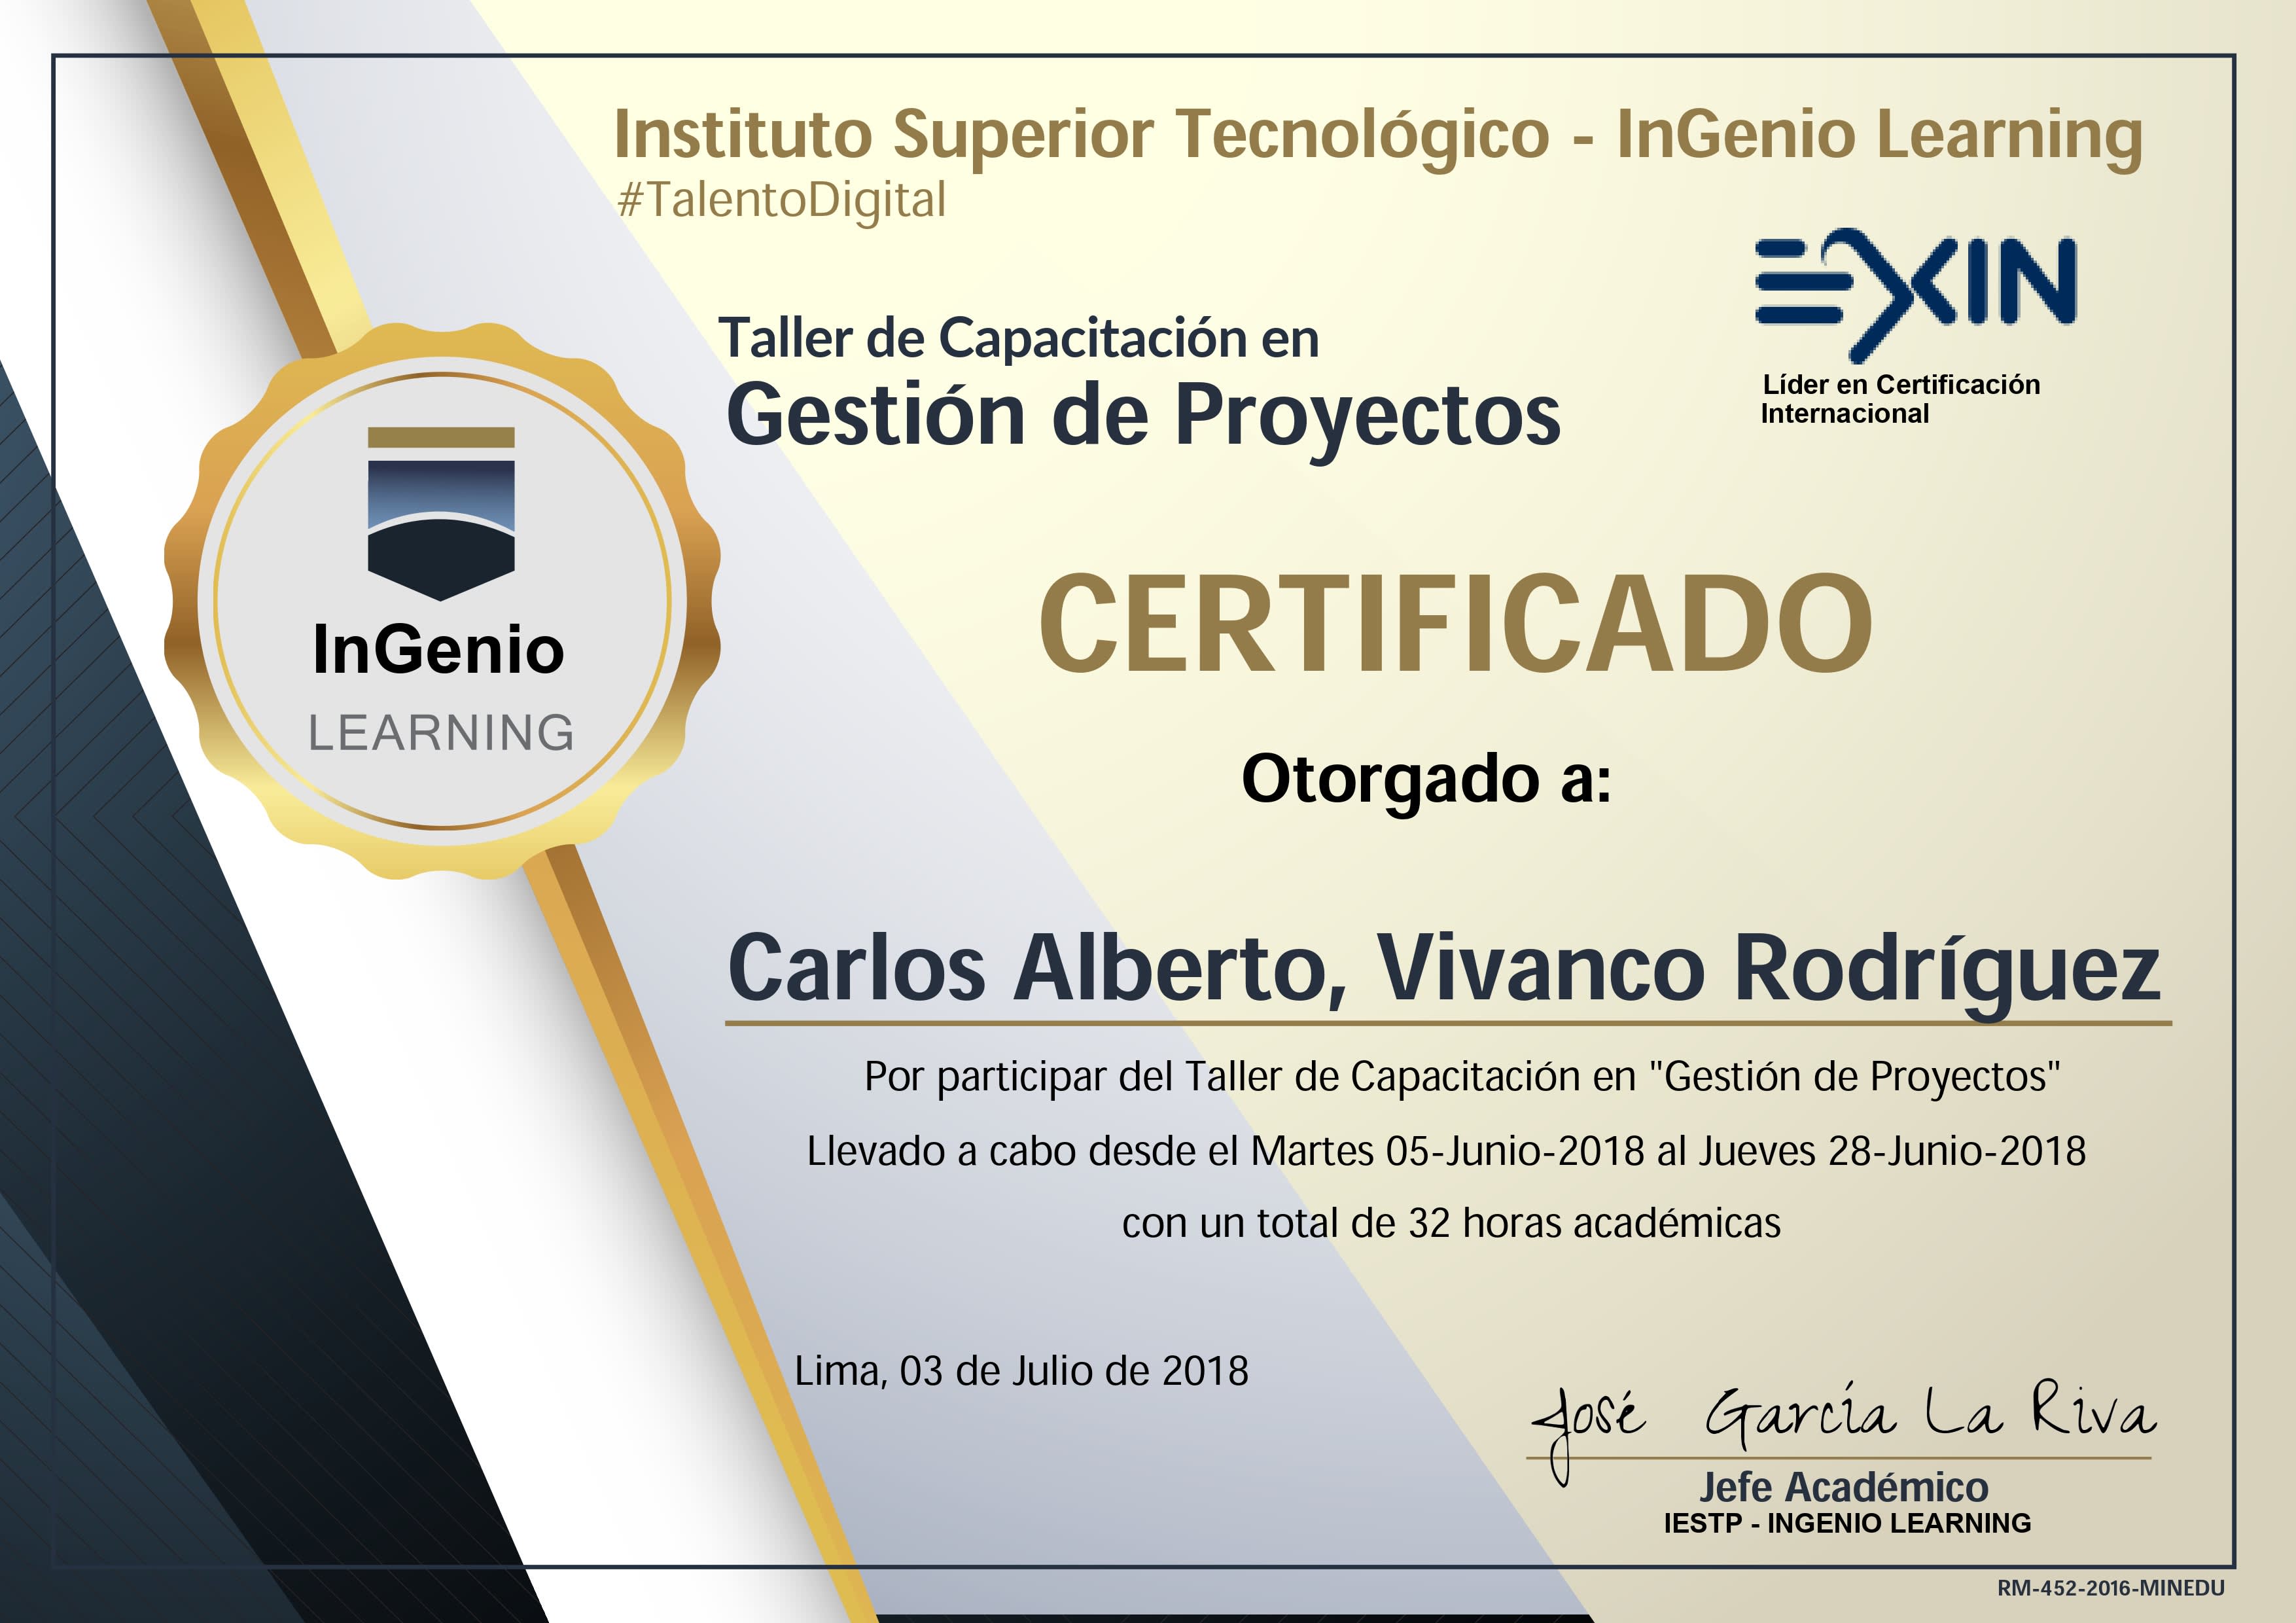 Instituto Superior Tecnológico - InGenio Learning
#TalentoDigital
EXIN
Líder en Certificación
Internacional
Taller de Capacitación en
Gestión de Proyectos
InGenio
LEARNING
CERTIFICADO
Otorgado a:
Carlos Alberto, Vivanco Rodríguez
Por participar del Taller de Capacitación en "Gestión de Proyectos"
Llevado a cabo desde el Martes 05-Junio-2018 al Jueves 28-Junio-2018
con un total de 32 horas académicas
Lima, 03 de Julio de 2018
José García La Riva
Jefe Académico
IESTP - INGENIO LEARNING
RM-452-2016-MINEDU